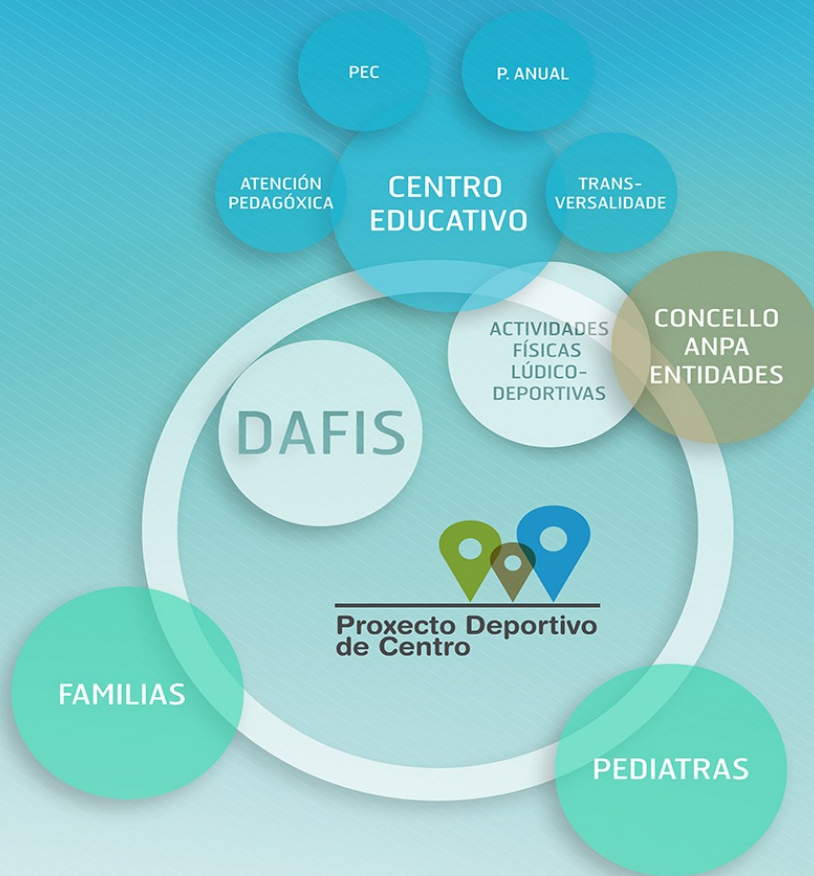 PEC
P. ANUAL
ATENCIÓN
PEDAGÓXICA
CENTRO
EDUCATIVO
TRANS-
VERSALIDADE
ACTIVIDADES
FÍSICAS
LÚDICO-
DEPORTIVAS
CONCELLO
ANPA
ENTIDADES
DAFIS
Proxecto Deportivo
de Centro
FAMILIAS
PEDIATRAS